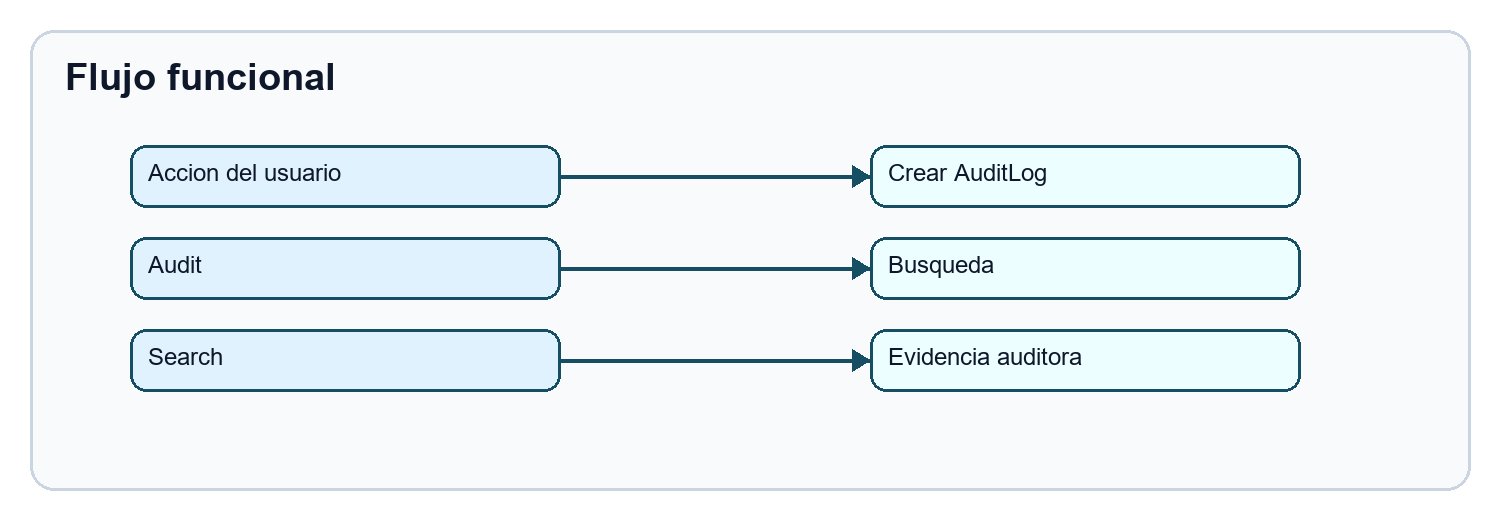 Flujo funcional
Accion del usuario
Crear AuditLog
Audit
Busqueda
Search
Evidencia auditora